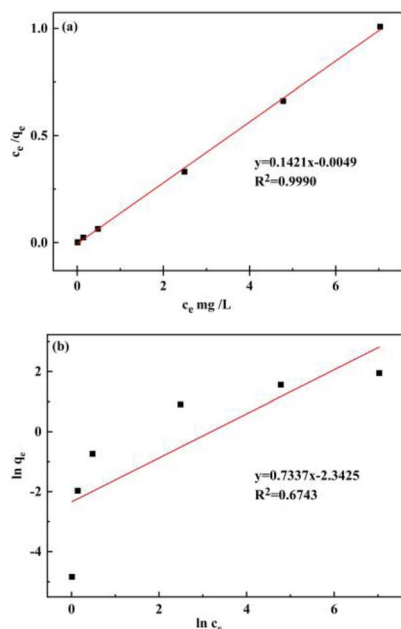 (a)
1.0
0.5
0.0
c_e/q_e
y=0.1421x-0.0049
R²=0.9990
0 2 4 6
c_e mg /L
(b)
2
0
-2
-4
ln q_e
y=0.7337x-2.3425
R²=0.6743
0 2 4 6
ln c_e